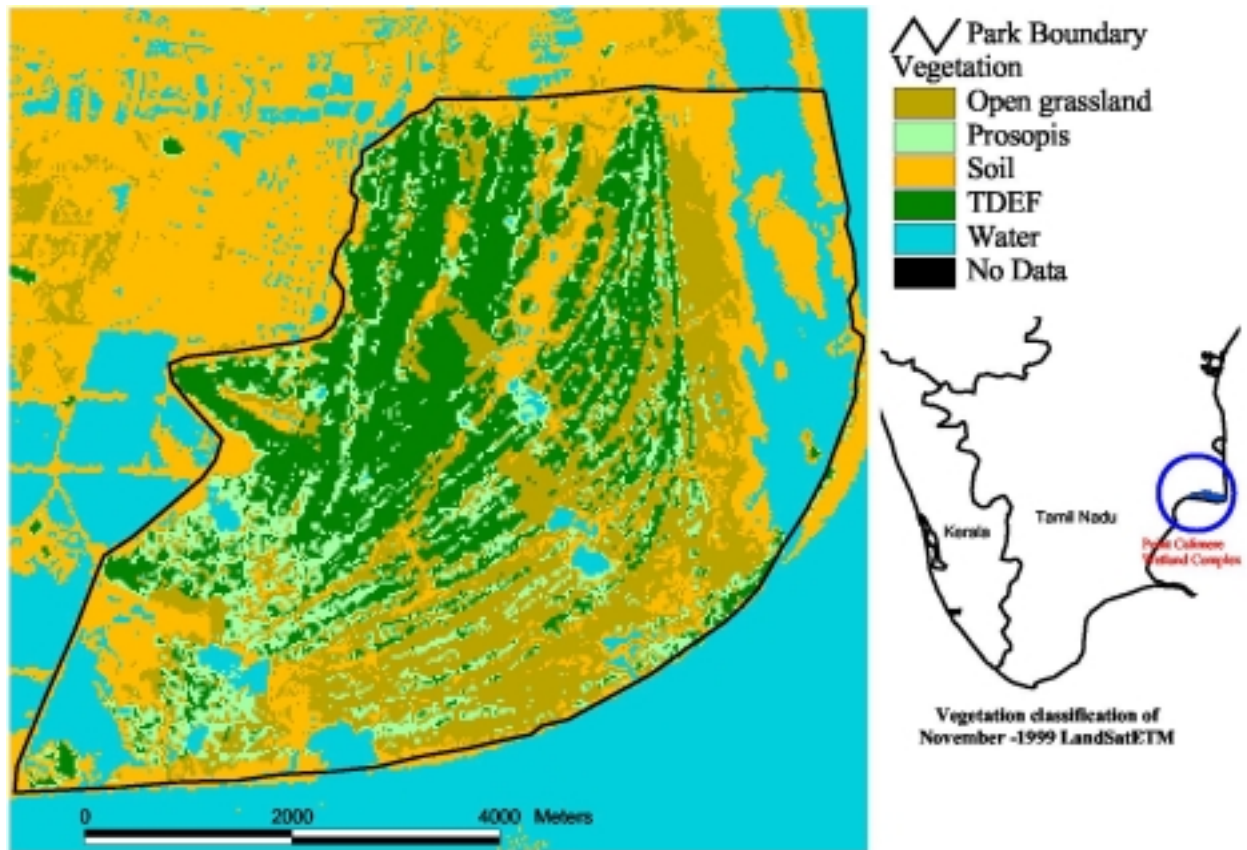 Park Boundary
Vegetation
Open grassland
Prosopis
Soil
TDEF
Water
No Data
Kerala
Tamil Nadu
Point Calimere
Wetland Complex
Vegetation classification of
November -1999 LandSatETM
0 2000 4000 Meters